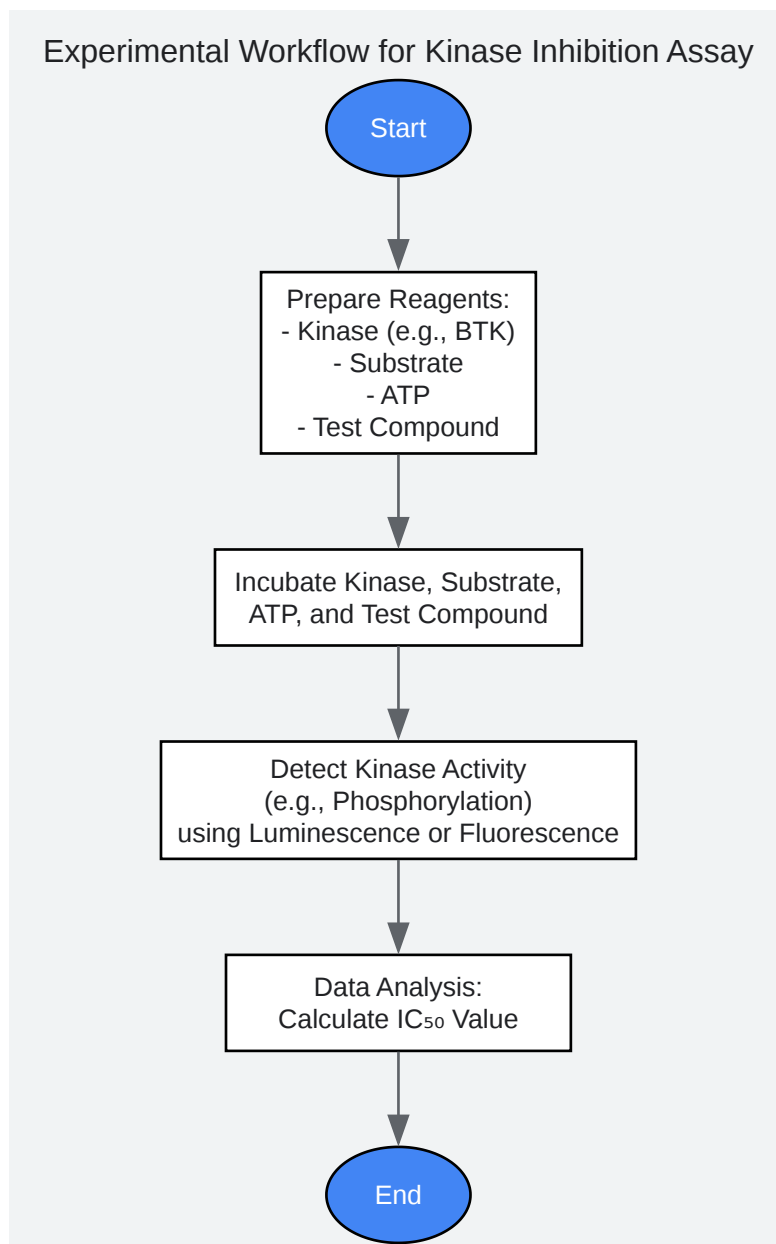 Experimental Workflow for Kinase Inhibition Assay
Start
Prepare Reagents:
- Kinase (e.g., BTK)
- Substrate
- ATP
- Test Compound
Incubate Kinase, Substrate,
ATP, and Test Compound
Detect Kinase Activity
(e.g., Phosphorylation)
using Luminescence or Fluorescence
Data Analysis:
Calculate IC₅₀ Value
End